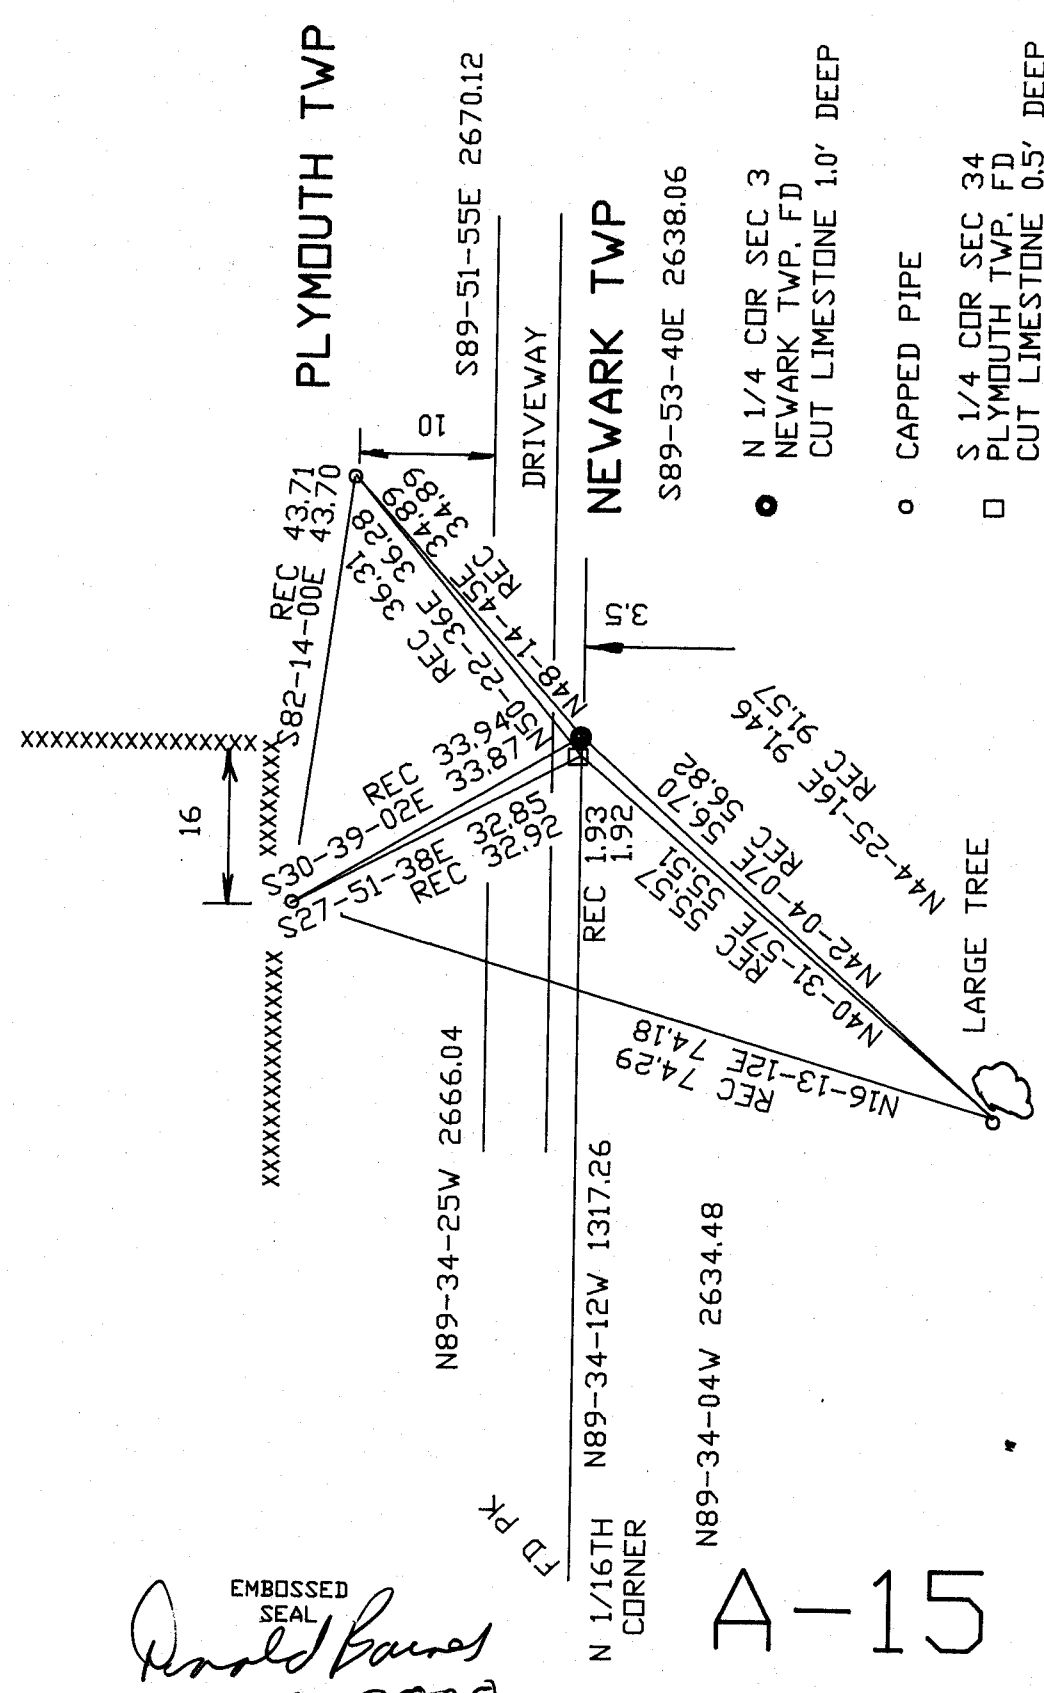 PLYMOUTH TWP
S89-51-55E 2670.12
REC 43.71
S82-14-00E 43.70
10
DRIVEWAY
NEWARK TWP
S89-53-40E 2638.06
REC 36.31
N50-22-36E 36.28
N48-14-45E 34.89
REC 34.89
3.5
XXXXXXXXXXXXXXXX
XXXXXXX
16
REC 33.94
S30-39-02E 33.87
S27-51-38E 32.85
REC 32.92
REC 1.93
1.92
XXXXXXXXXXXXXXXX
REC 55.57
N40-31-57E 55.51
N42-04-07E 56.70
REC 56.82
N44-25-16E 91.46
REC 91.57
REC 74.29
N16-13-12E 74.18
LARGE TREE
N89-34-25W 2666.04
N89-34-12W 1317.26
N89-34-04W 2634.48
FD PK
N 1/16TH
CORNER
N 1/4 COR SEC 3
NEWARK TWP. FD
CUT LIMESTONE 1.0' DEEP
CAPPED PIPE
S 1/4 COR SEC 34
PLYMOUTH TWP. FD
CUT LIMESTONE 0.5' DEEP
EMBOSSED
SEAL
Donald Barnes
A-15